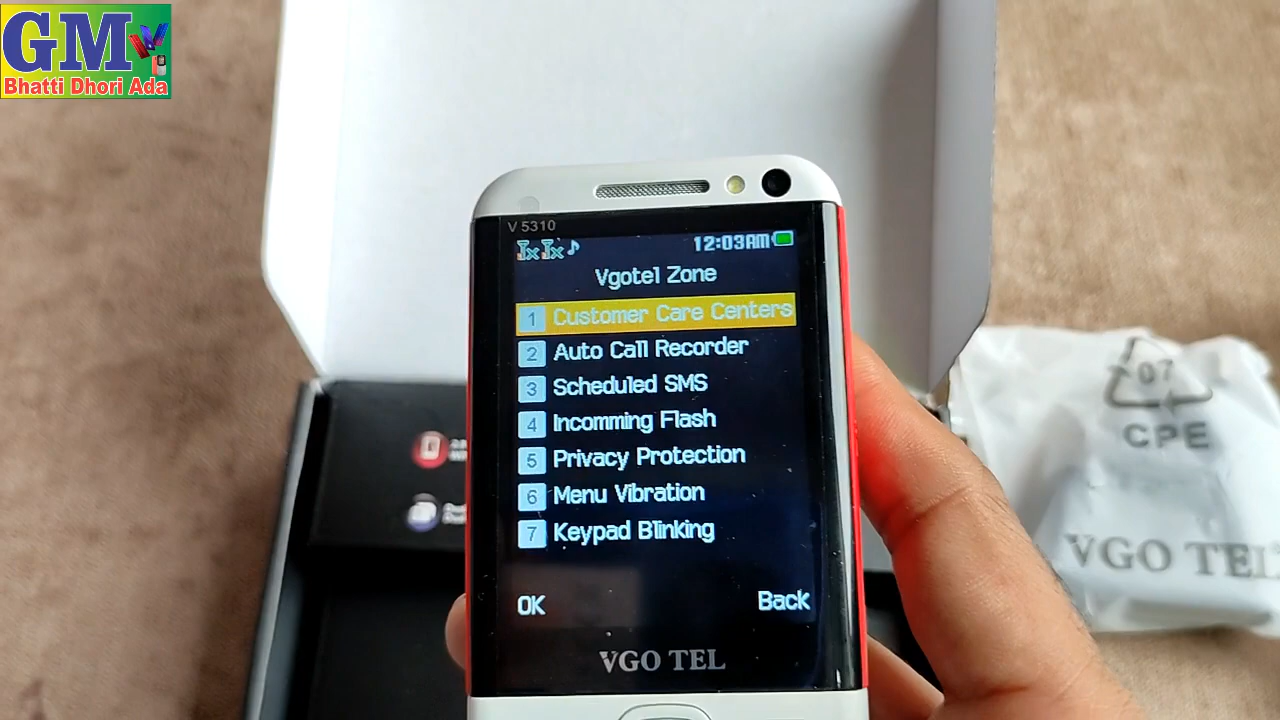 GM
Bhatti Dhori Ada
V 5310
12:03AM
Vgotel Zone
1 Customer Care Centers
2 Auto Call Recorder
3 Scheduled SMS
4 Incomming Flash
5 Privacy Protection
6 Menu Vibration
7 Keypad Blinking
OK Back
VGO TEL
07
CPE
VGO TEL